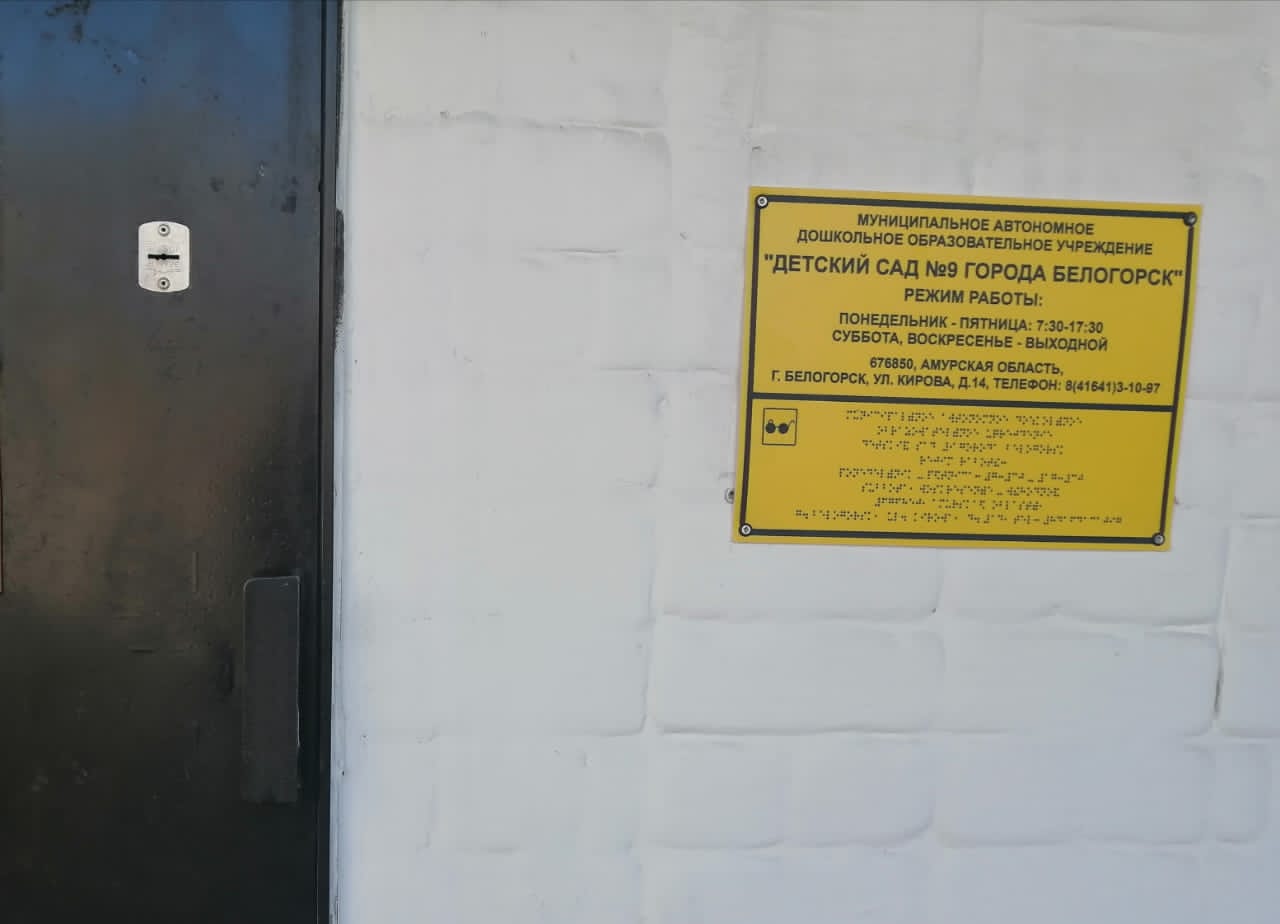 МУНИЦИПАЛЬНОЕ АВТОНОМНОЕ
ДОШКОЛЬНОЕ ОБРАЗОВАТЕЛЬНОЕ УЧРЕЖДЕНИЕ
"ДЕТСКИЙ САД №9 ГОРОДА БЕЛОГОРСК"
РЕЖИМ РАБОТЫ:
ПОНЕДЕЛЬНИК - ПЯТНИЦА: 7:30-17:30
СУББОТА, ВОСКРЕСЕНЬЕ - ВЫХОДНОЙ
676850, АМУРСКАЯ ОБЛАСТЬ,
Г. БЕЛОГОРСК, УЛ. КИРОВА, Д.14, ТЕЛЕФОН: 8(41641)3-10-97